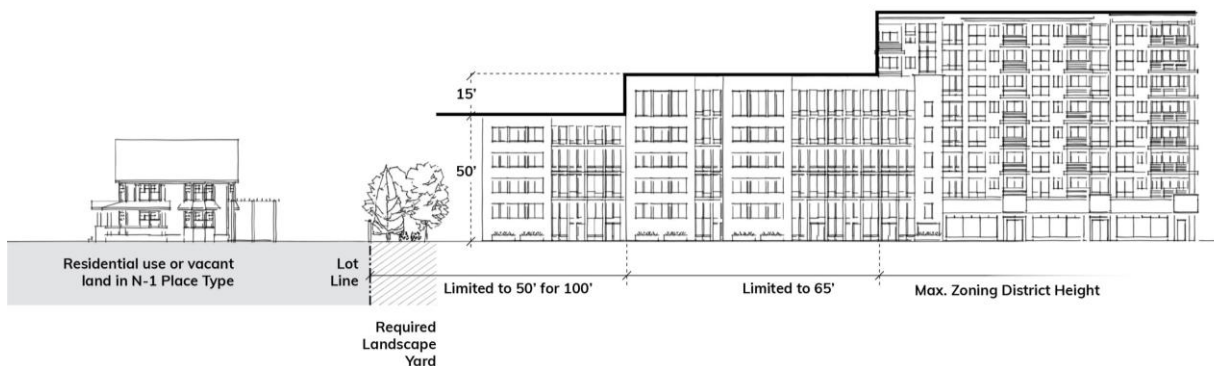 15'
50'
Residential use or vacant
land in N-1 Place Type
Lot
Line
Limited to 50' for 100'
Limited to 65'
Max. Zoning District Height
Required
Landscape
Yard